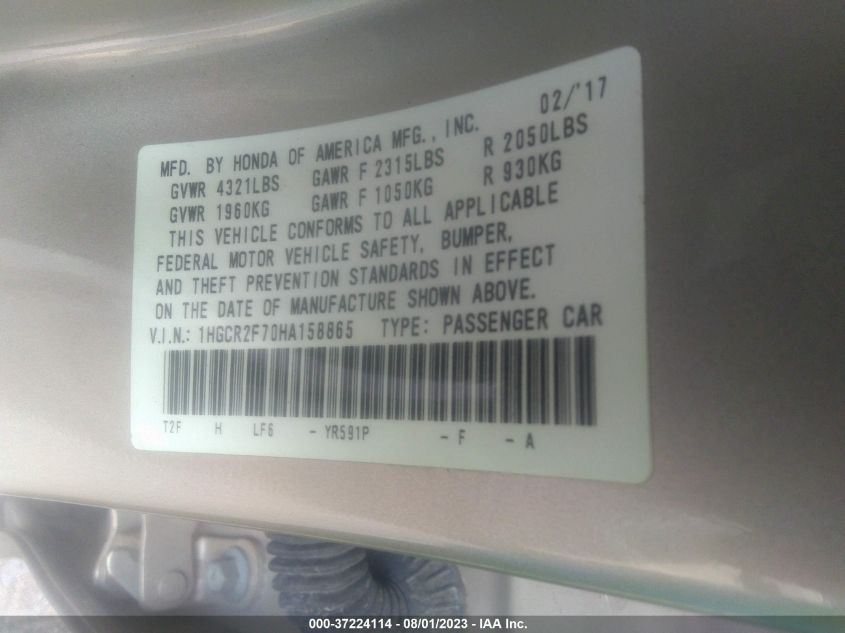 02/'17
MFD. BY HONDA OF AMERICA MFG., INC.
GVWR 4321LBS GAWR F 2315LBS R 2050LBS
GVWR 1960KG GAWR F 1050KG R 930KG
THIS VEHICLE CONFORMS TO ALL APPLICABLE
FEDERAL MOTOR VEHICLE SAFETY, BUMPER,
AND THEFT PREVENTION STANDARDS IN EFFECT
ON THE DATE OF MANUFACTURE SHOWN ABOVE.
V.I.N.: 1HGCR2F70HA158865 TYPE: PASSENGER CAR
T2F H LF6 - YR591P - F - A
000-37224114 - 08/01/2023 - IAA Inc.